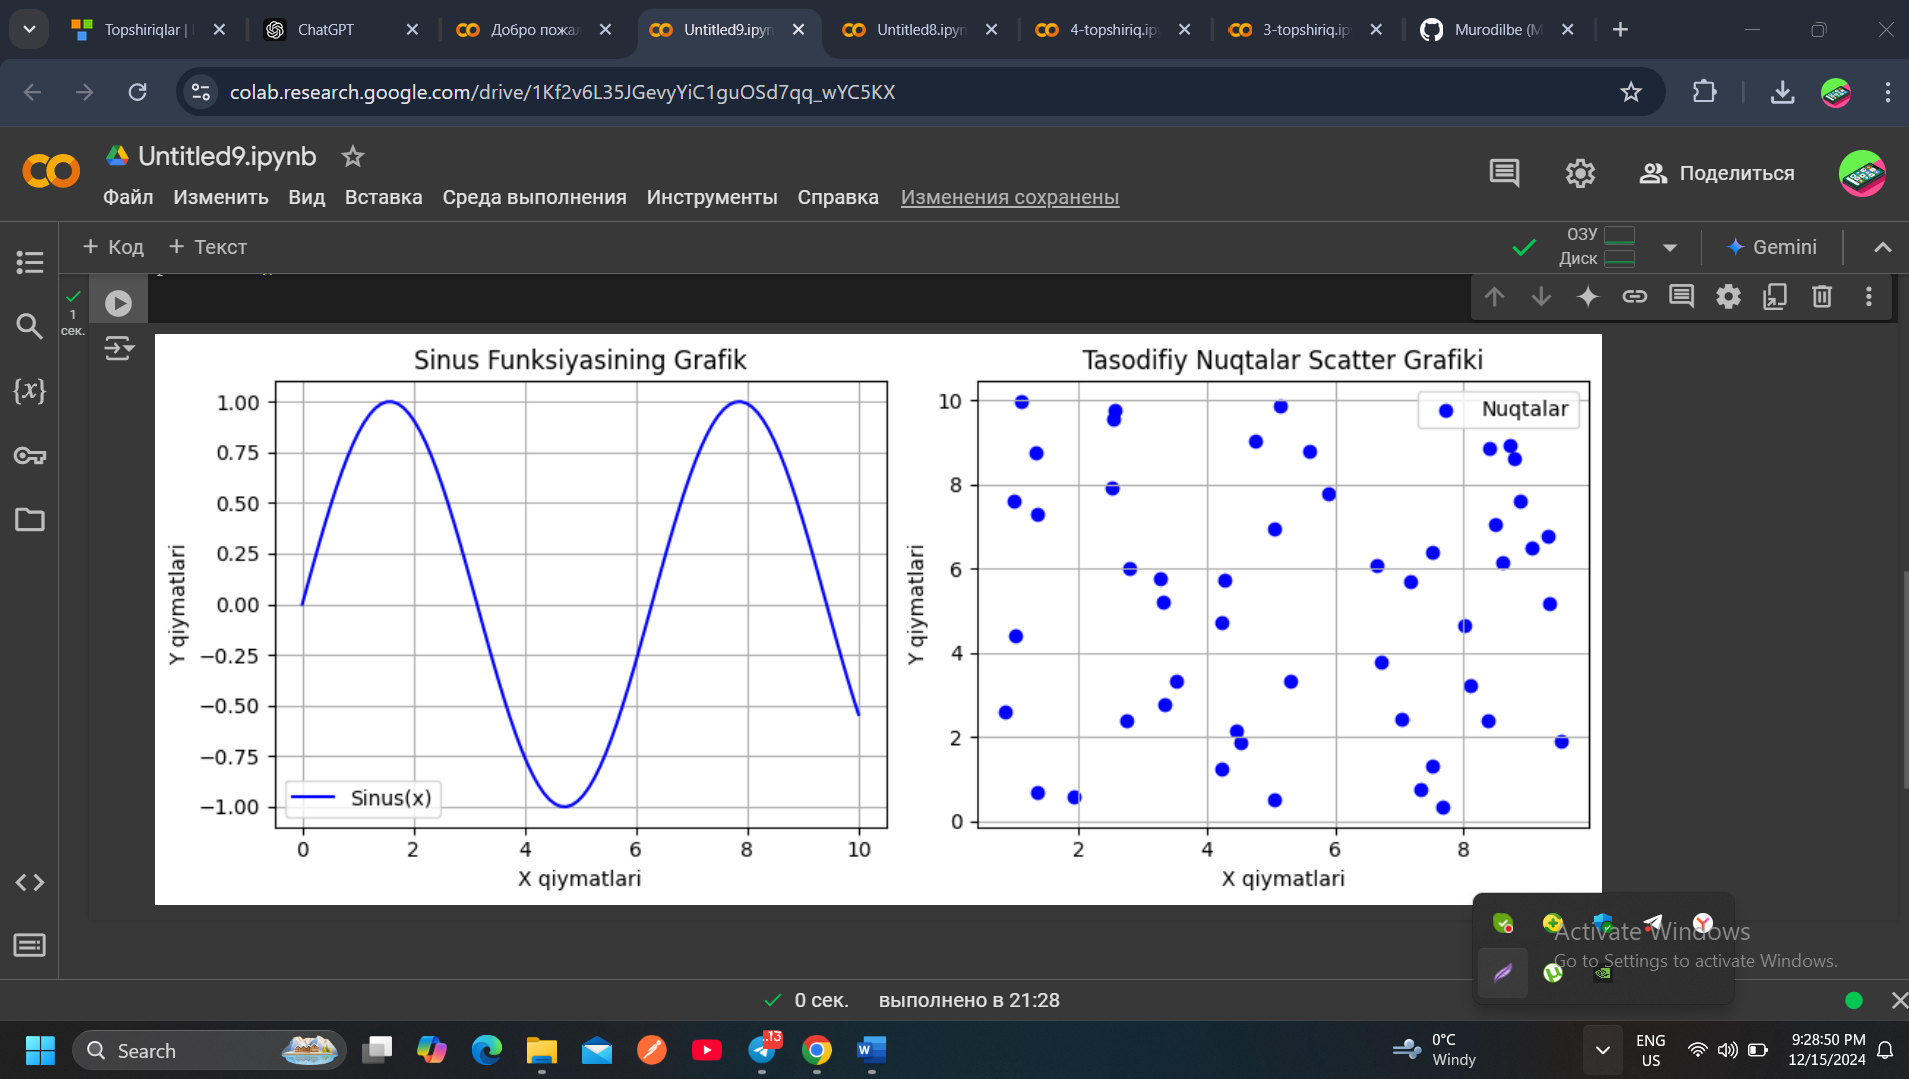 Topshiriqlar |
ChatGPT
Добро пожа
Untitled9.ipyn
Untitled8.ipyn
4-topshiriq.ip
3-topshiriq.ip
Murodilbe (M
colab.research.google.com/drive/1Kf2v6L35JGevyYiC1guOSd7qq_wYC5KX
Untitled9.ipynb
Поделиться
Файл Изменить Вид Вставка Среда выполнения Инструменты Справка Изменения сохранены
+ Код + Текст
ОЗУ
Диск
Gemini
1
сек.
{x}
Sinus Funksiyasining Grafik
1.00
0.75
0.50
0.25
0.00
−0.25
−0.50
−0.75
−1.00
Y qiymatlari
Sinus(x)
0 2 4 6 8 10
X qiymatlari
Tasodifiy Nuqtalar Scatter Grafiki
Nuqtalar
10
8
6
4
2
0
Y qiymatlari
2 4 6 8
X qiymatlari
Activate Windows
Go to Settings to activate Windows.
0 сек. выполнено в 21:28
Search
..13
0°C
Windy
ENG
US
9:28:50 PM
12/15/2024